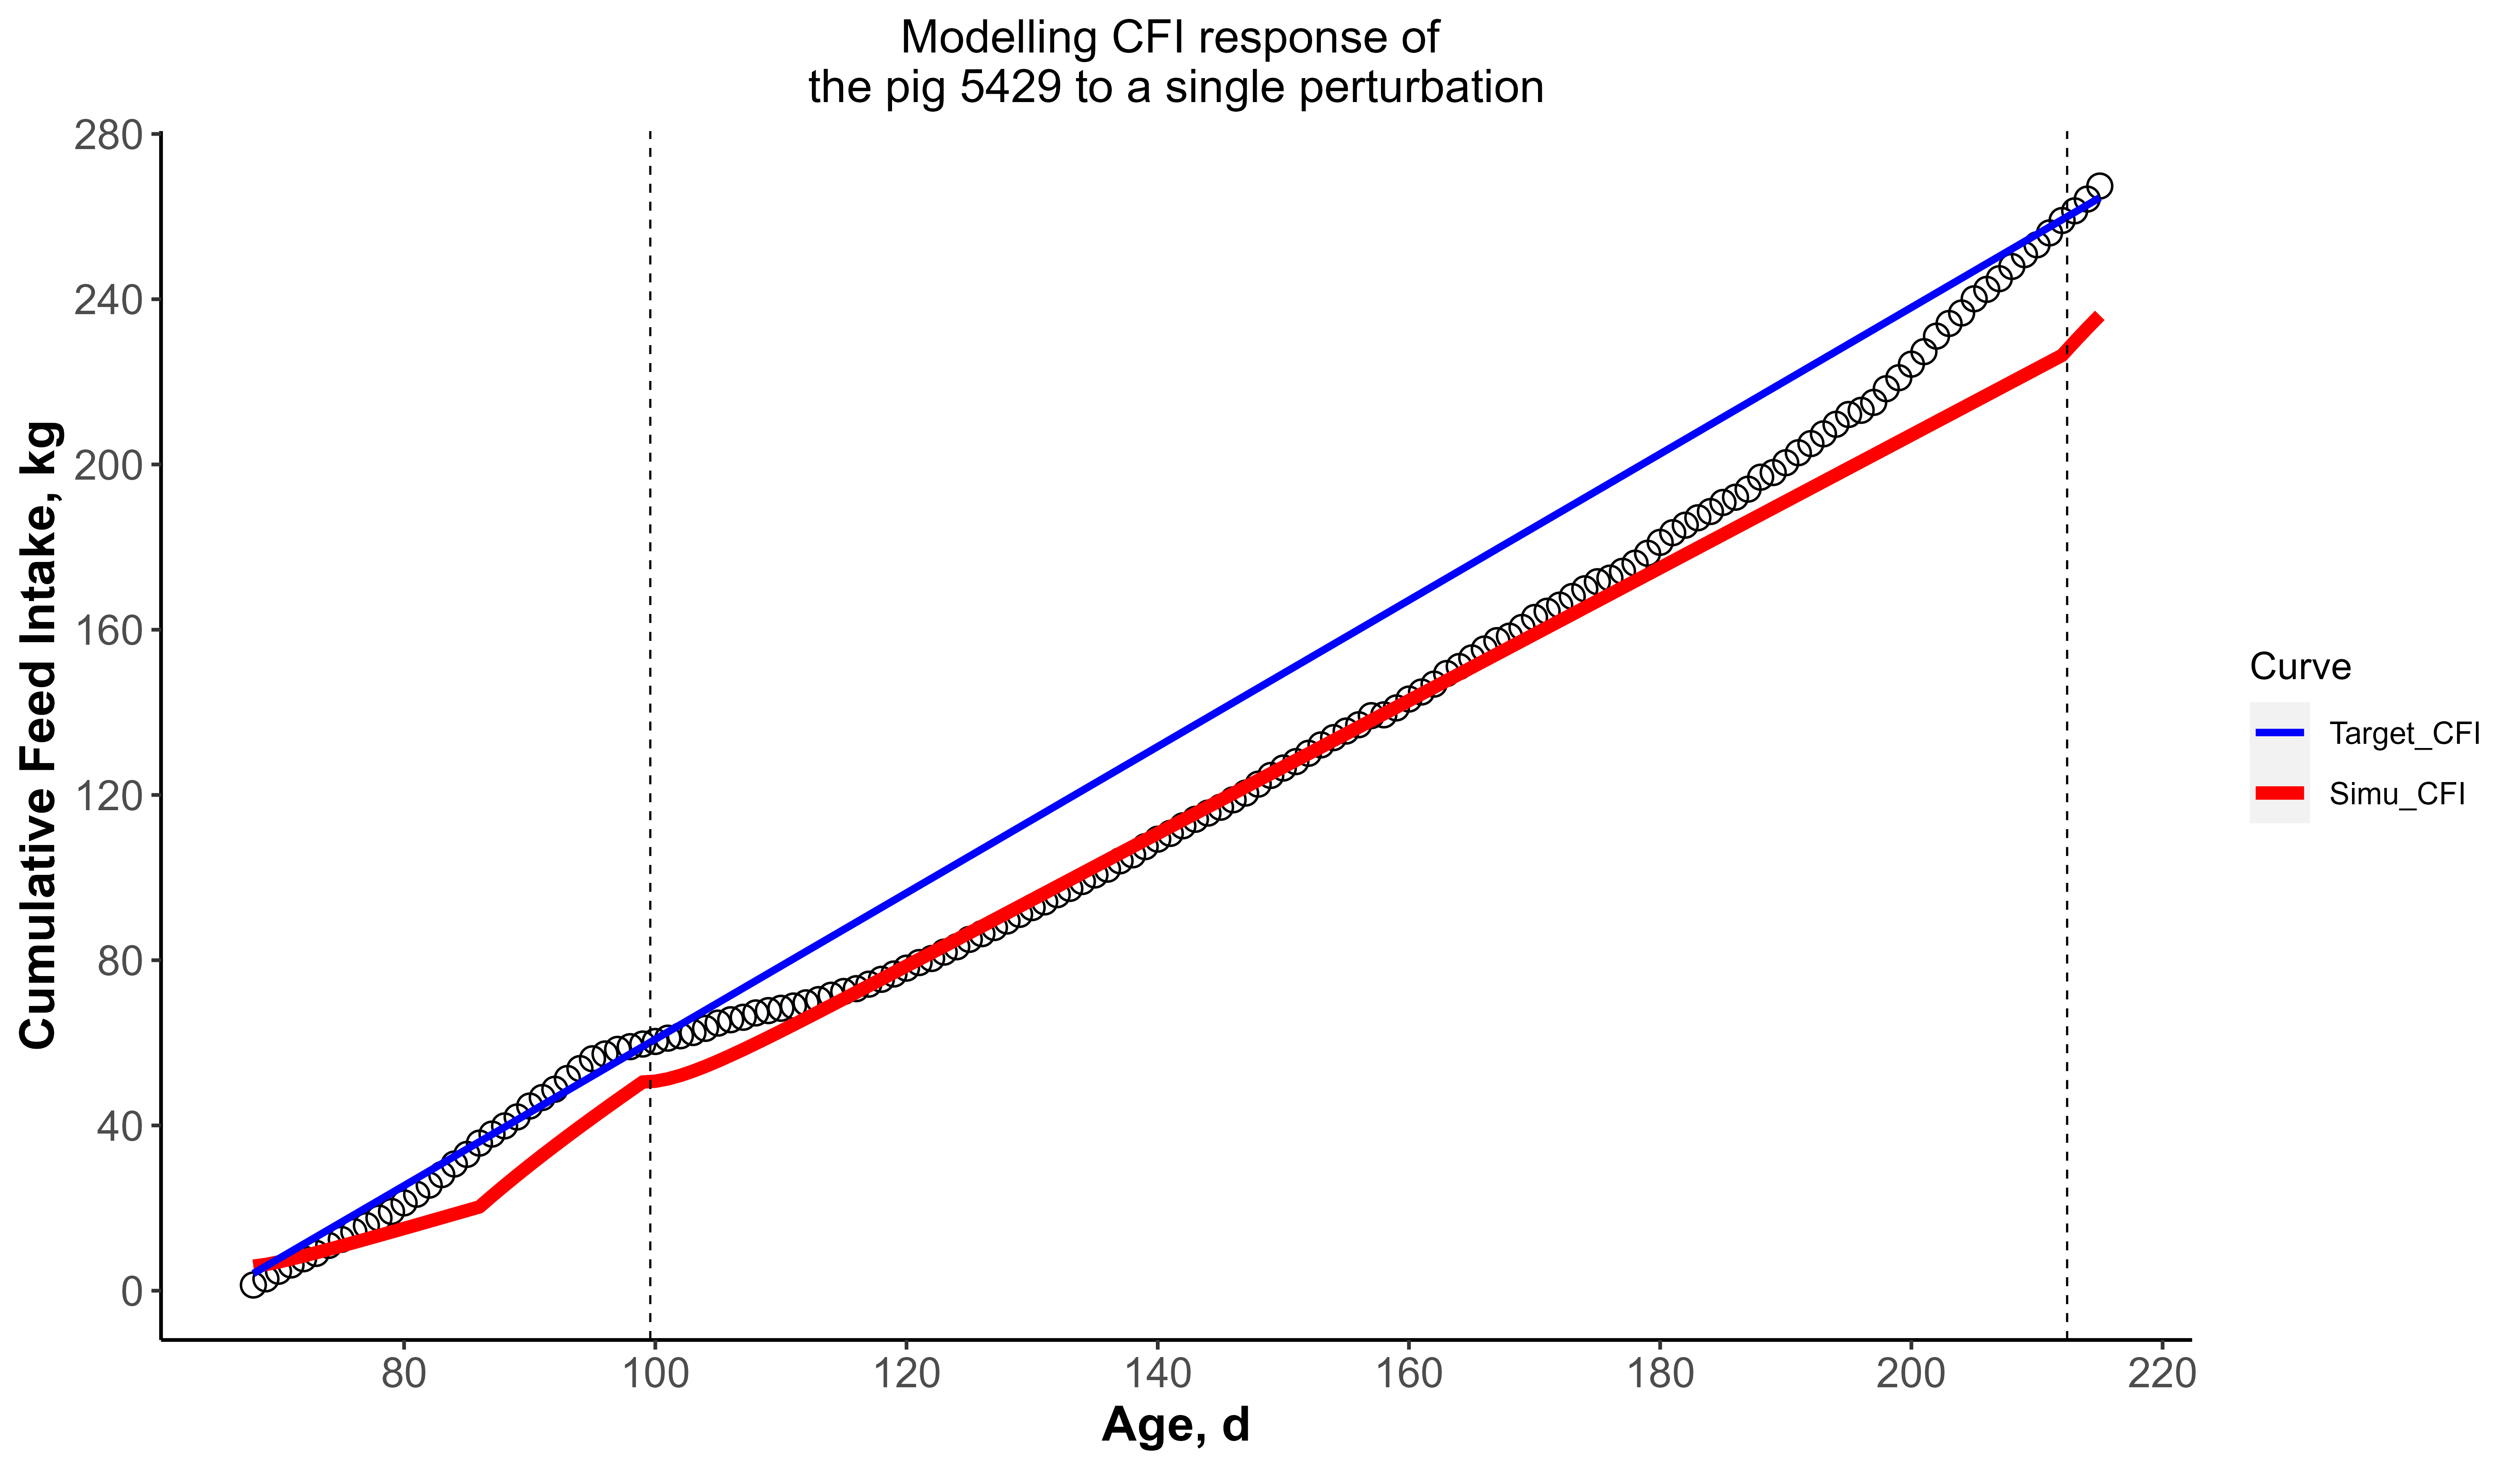 Modelling CFI response of
the pig 5429 to a single perturbation
Cumulative Feed Intake, kg
280
240
200
160
120
80
40
0
80
100
120
140
160
180
200
220
Age, d
Curve
Target_CFI
Simu_CFI